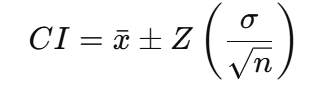 CI = x̄ ± Z (σ/√n)